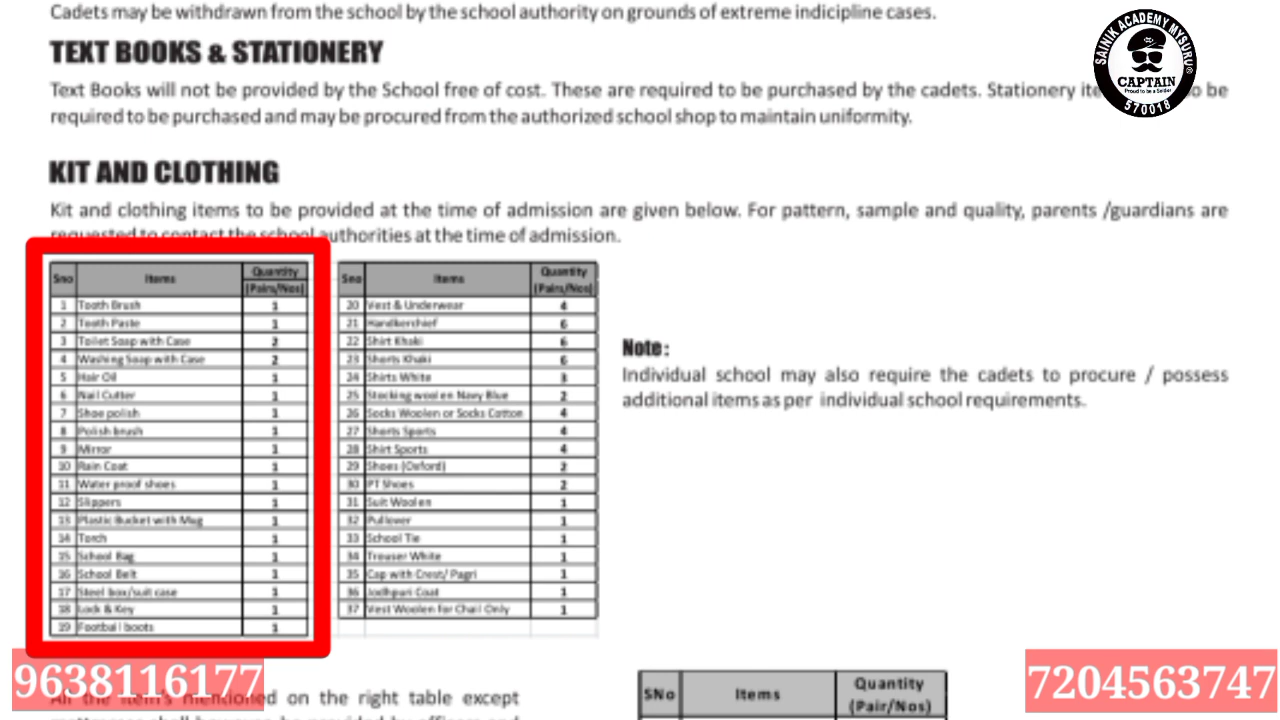 Cadets may be withdrawn from the school by the school authority on grounds of extreme indicipline cases.
TEXT BOOKS & STATIONERY
Text Books will not be provided by the School free of cost. These are required to be purchased by the cadets. Stationery to be
required to be purchased and may be procured from the authorized school shop to maintain uniformity.
SAINIK ACADEMY MYSURU®
CAPTAIN
Proud to be a Soldier
570018
KIT AND CLOTHING
Kit and clothing items to be provided at the time of admission are given below. For pattern, sample and quality, parents /guardians are
requested to contact the school authorities at the time of admission.
Sno Items Quantity (Pairs/Nos)
1 Tooth Brush 1
2 Tooth Paste 1
3 Toilet Soap with Case 2
4 Washing Soap with Case 2
5 Hair Oil 1
6 Nail Cutter 1
7 Shoe polish 1
8 Polish brush 1
9 Mirror 1
10 Rain Coat 1
11 Water proof shoes 1
12 Slippers 1
13 Plastic Bucket with Mug 1
14 Torch 1
15 School Bag 1
16 School Belt 1
17 Steel box/suit case 1
18 Lock & Key 1
19 Football boots 1
Sno Items Quantity (Pairs/Nos)
20 Vest & Underwear 4
21 Handkerchief 6
22 Shirt Khaki 6
23 Shorts Khaki 6
24 Shirts White 3
25 Stocking woolen Navy Blue 2
26 Socks Woolen or Socks Cotton 4
27 Shorts Sports 4
28 Shirt Sports 4
29 Shoes (Oxford) 2
30 PT Shoes 2
31 Suit Woolen 1
32 Pullover 1
33 School Tie 1
34 Trouser White 1
35 Cap with Crest/ Pagri 1
36 Jodhpuri Coat 1
37 Vest Woolen for Chail Only 1
Note:
Individual school may also require the cadets to procure / possess
additional items as per individual school requirements.
9638116177
7204563747
All the item's mentioned on the right table except
SNo Items Quantity (Pair/Nos)